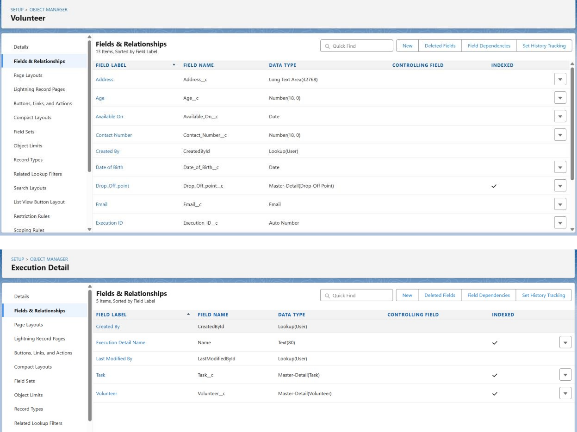 SETUP > OBJECT MANAGER
Volunteer
Details
Fields & Relationships
Page Layouts
Lightning Record Pages
Buttons, Links, and Actions
Compact Layouts
Field Sets
Object Limits
Record Types
Related Lookup Filters
Search Layouts
List View Button Layout
Restriction Rules
Scoping Rules
Fields & Relationships
Items, Sorted by Field Label
Quick Find
New
Deleted Fields
Field Dependencies
Set History Tracking
FIELD LABEL FIELD NAME DATA TYPE CONTROLLING FIELD INDEXED
Address Address__c Long Text Area(32768)
Age Age__c Number(18, 0)
Available On Available_On__c Date
Contact Number Contact_Number__c Number(18, 0)
Created By CreatedById Lookup(User)
Date of Birth Date_of_Birth__c Date
Drop_Off_point Drop_Off_point__c Master-Detail(Drop-Off Point)
Email Email__c Email
Execution ID Execution_ID__c Auto Number
SETUP > OBJECT MANAGER
Execution Detail
Details
Fields & Relationships
Page Layouts
Lightning Record Pages
Buttons, Links, and Actions
Compact Layouts
Field Sets
Object Limits
Record Types
Related Lookup Filters
Fields & Relationships
5 Items, Sorted by Field Label
Quick Find
New
Deleted Fields
Field Dependencies
Set History Tracking
FIELD LABEL FIELD NAME DATA TYPE CONTROLLING FIELD INDEXED
Created By CreatedById Lookup(User)
Execution Detail Name Name Text(80)
Last Modified By LastModifiedById Lookup(User)
Task Task__c Master-Detail(Task)
Volunteer Volunteer__c Master-Detail(Volunteer)